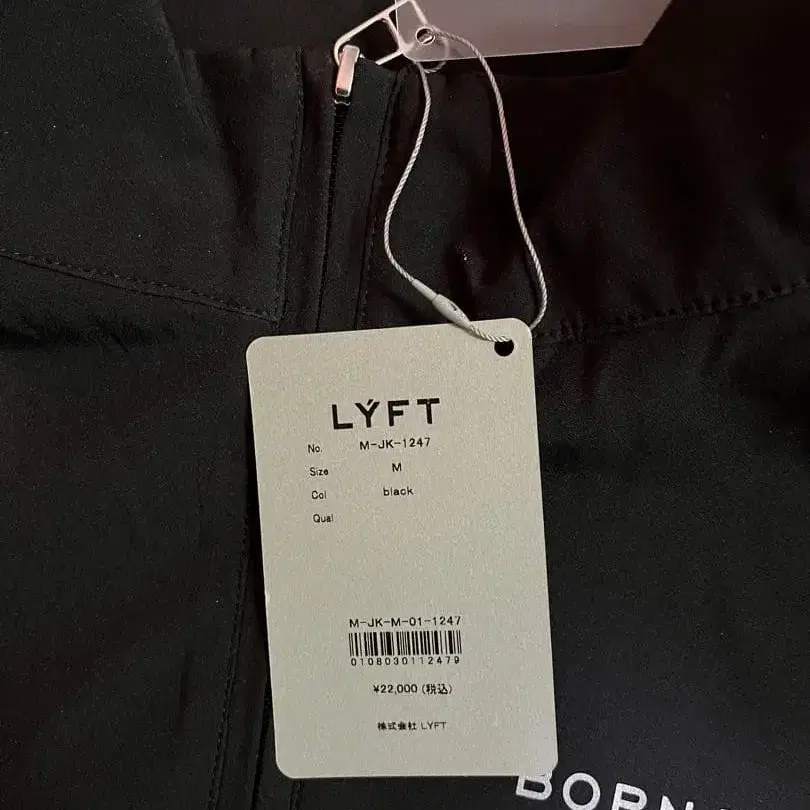 LÝFT
No. M-JK-1247
Size M
Col black
Qual
M-JK-M-01-1247
0108030112479
¥22,000 (税込)
株式会社 LYFT
BORN